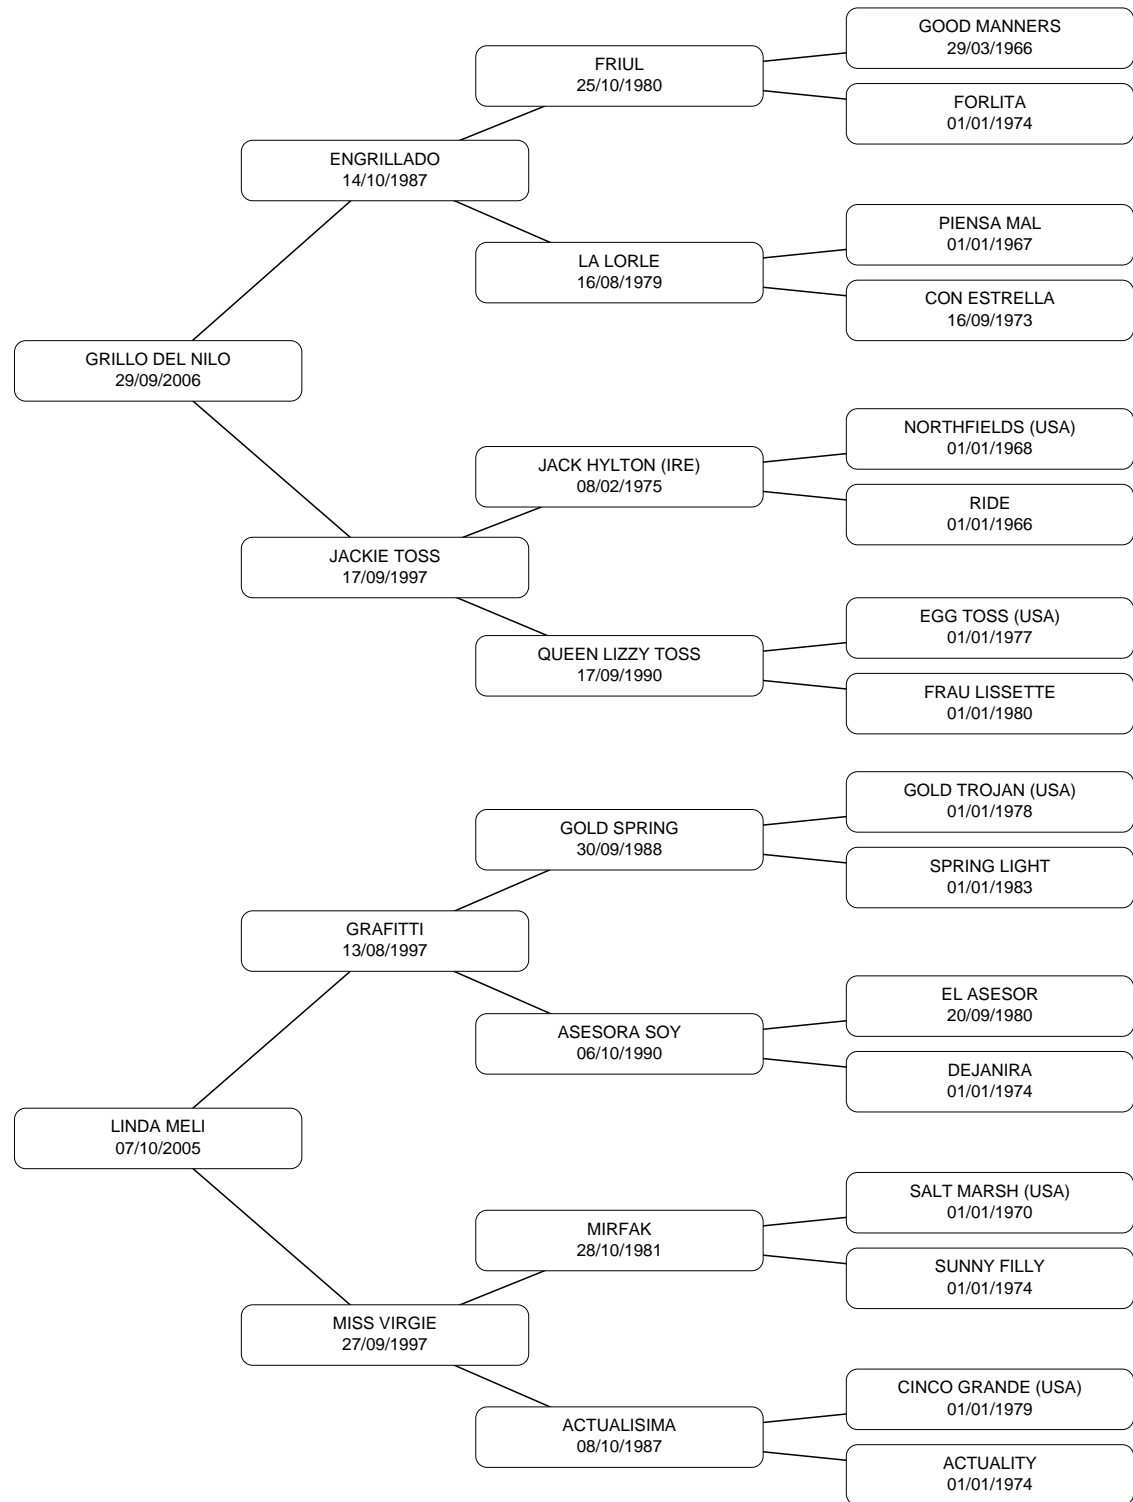 GOOD MANNERS
29/03/1966
FRIUL
25/10/1980
FORLITA
01/01/1974
ENGRILLADO
14/10/1987
PIENSA MAL
01/01/1967
LA LORLE
16/08/1979
CON ESTRELLA
16/09/1973
GRILLO DEL NILO
29/09/2006
NORTHFIELDS (USA)
01/01/1968
JACK HYLTON (IRE)
08/02/1975
RIDE
01/01/1966
JACKIE TOSS
17/09/1997
EGG TOSS (USA)
01/01/1977
QUEEN LIZZY TOSS
17/09/1990
FRAU LISSETTE
01/01/1980
GOLD TROJAN (USA)
01/01/1978
GOLD SPRING
30/09/1988
SPRING LIGHT
01/01/1983
GRAFITTI
13/08/1997
EL ASESOR
20/09/1980
ASESORA SOY
06/10/1990
DEJANIRA
01/01/1974
LINDA MELI
07/10/2005
SALT MARSH (USA)
01/01/1970
MIRFAK
28/10/1981
SUNNY FILLY
01/01/1974
MISS VIRGIE
27/09/1997
CINCO GRANDE (USA)
01/01/1979
ACTUALISIMA
08/10/1987
ACTUALITY
01/01/1974